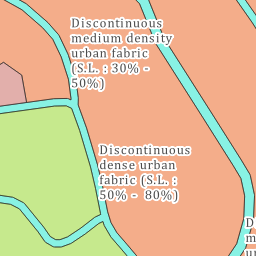 Discontinuous
medium density
urban fabric
(S.L. : 30% -
50%)
Discontinuous
dense urban
fabric (S.L. :
50% -  80%)
D
m